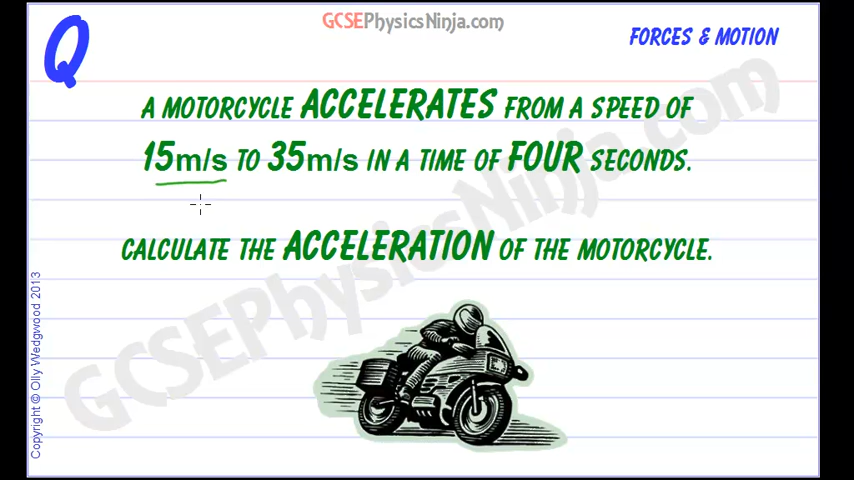 Q
GCSEPhysicsNinja.com
FORCES & MOTION
A MOTORCYCLE ACCELERATES FROM A SPEED OF
15m/s TO 35m/s IN A TIME OF FOUR SECONDS.
CALCULATE THE ACCELERATION OF THE MOTORCYCLE.
GCSEPhysicsNinja.com
Copyright © Olly Wedgwood 2013